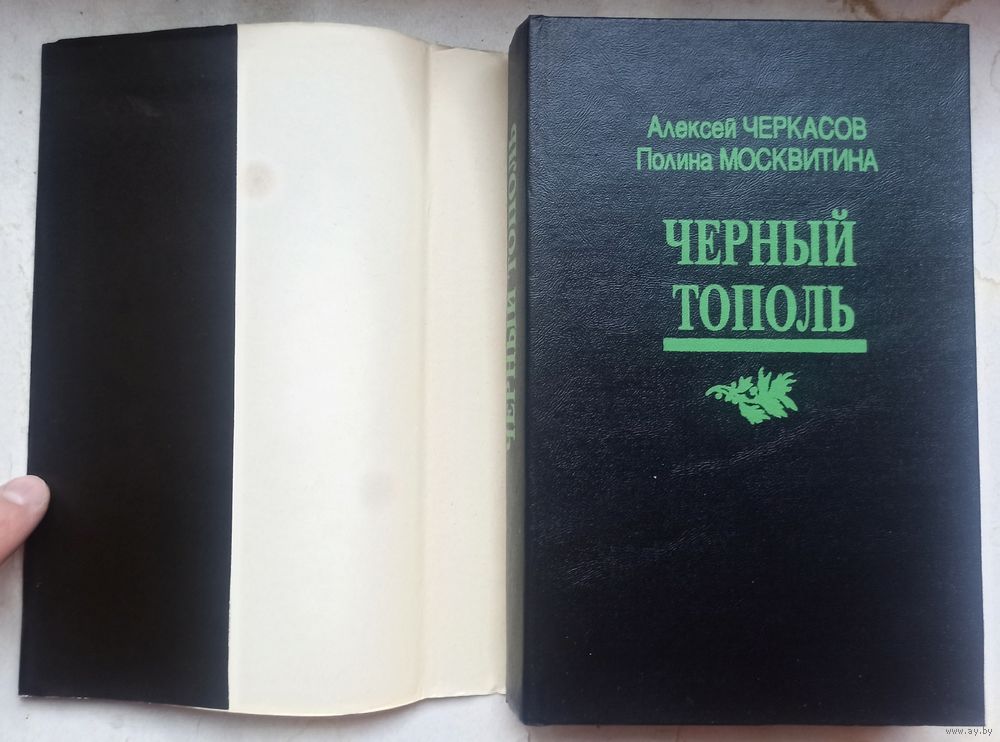 Алексей ЧЕРКАСОВ
Полина МОСКВИТИНА
ЧЕРНЫЙ
ТОПОЛЬ
ЧЕРНЫЙ ТОПОЛЬ
www.ay.by